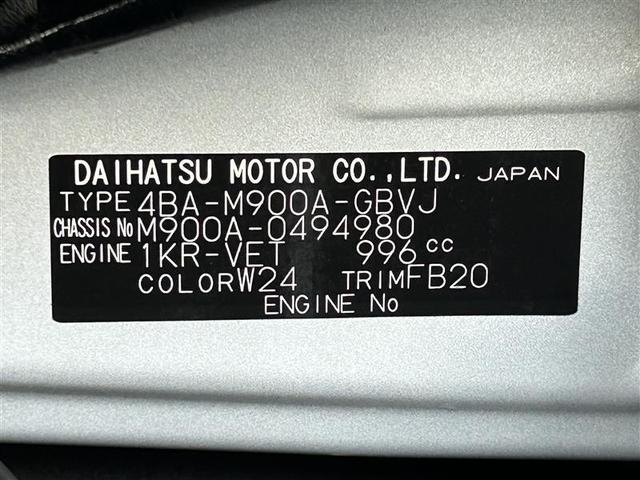 DAIHATSU MOTOR CO.,LTD. JAPAN
TYPE 4BA-M900A-GBVJ
CHASSIS No M900A-0494980
ENGINE 1KR-VET 996 cc
COLOR W24 TRIM FB20
ENGINE No